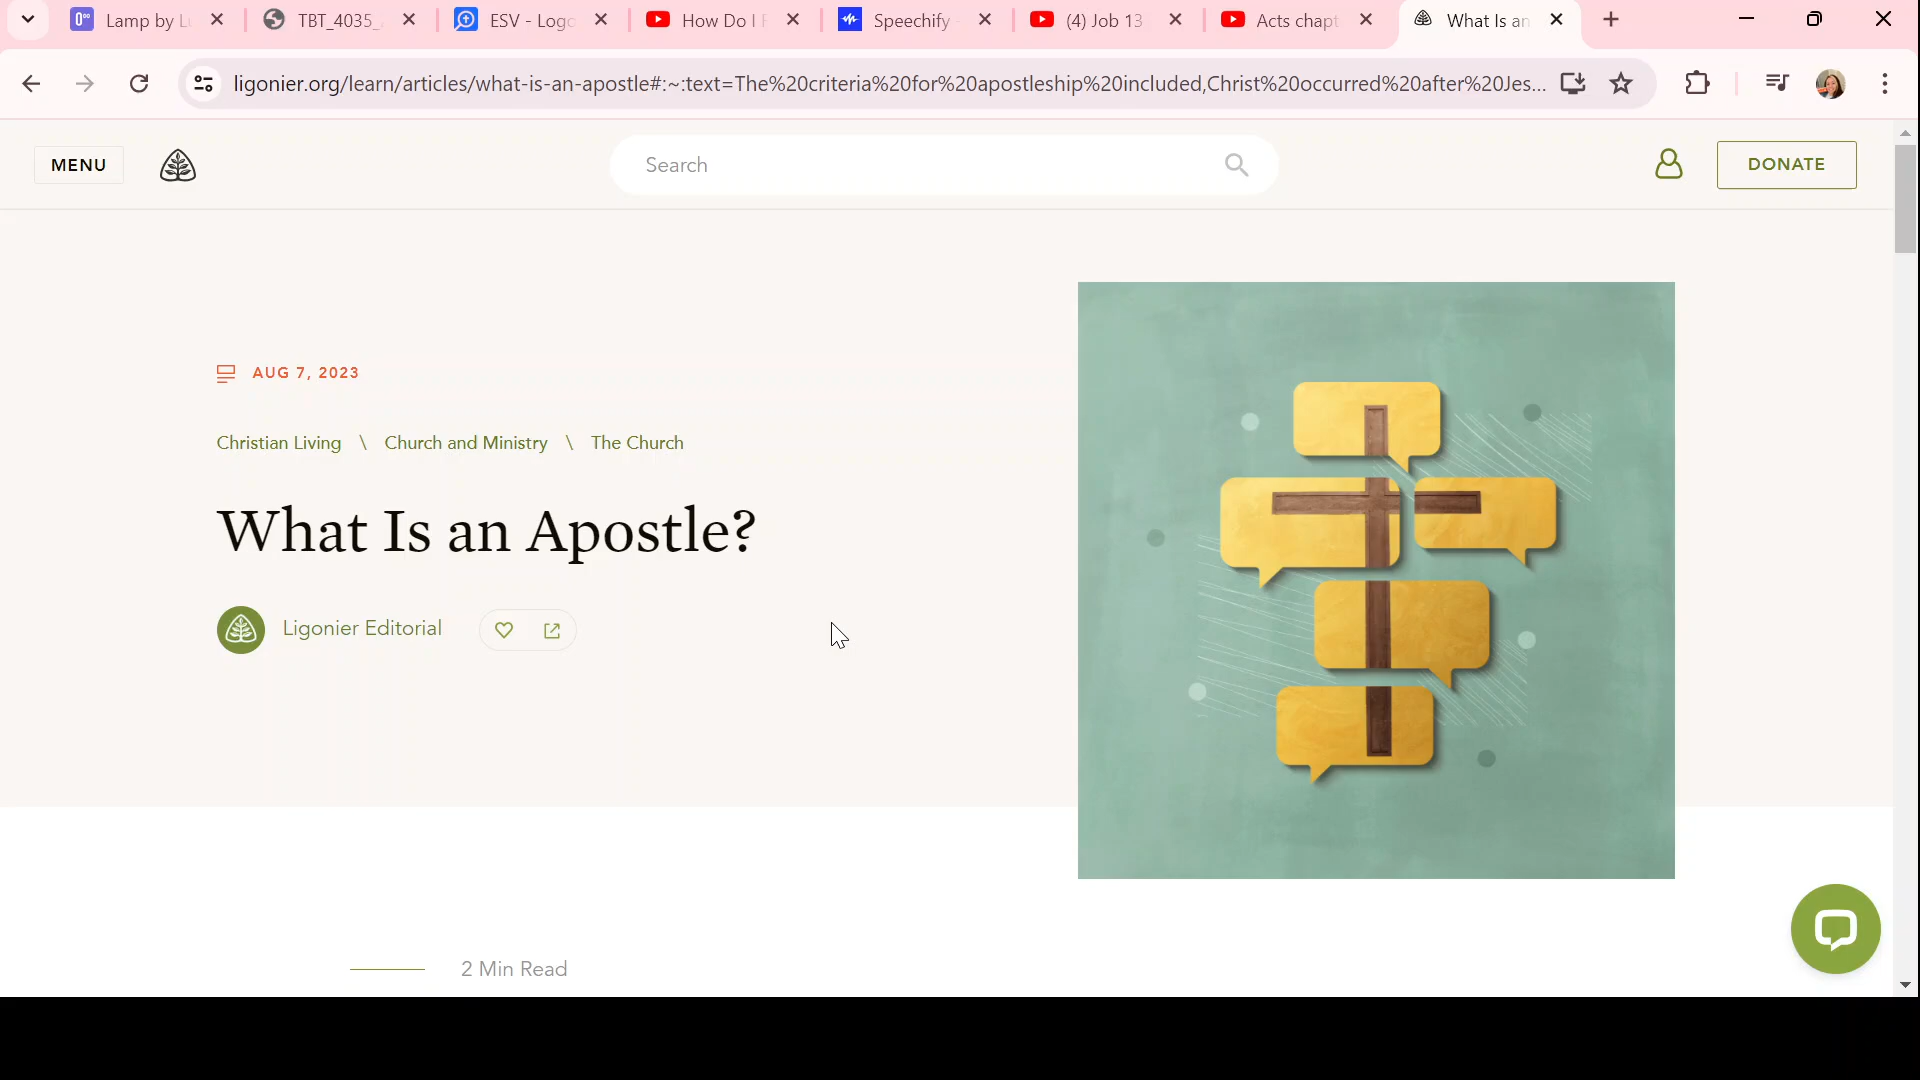 Lamp by L
TBT_4035_
ESV - Logo
How Do I
Speechify
(4) Job 13
Acts chapt
What Is an
ligonier.org/learn/articles/what-is-an-apostle#:~:text=The%20criteria%20for%20apostleship%20included,Christ%20occurred%20after%20Jes...
MENU
Search
DONATE
AUG 7, 2023
Christian Living \ Church and Ministry \ The Church
What Is an Apostle?
Ligonier Editorial
2 Min Read